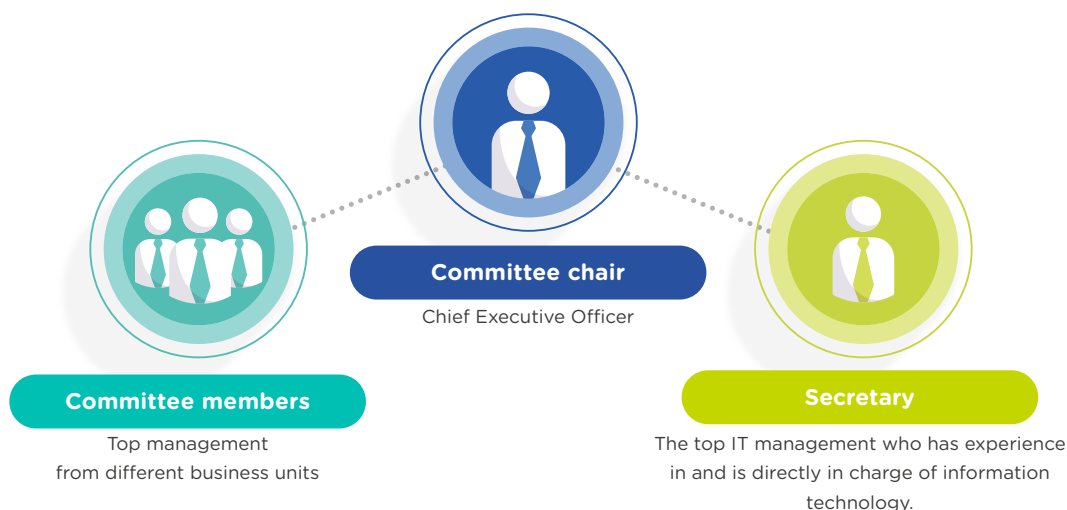 Committee chair
Chief Executive Officer
Committee members
Top management
from different business units
Secretary
The top IT management who has experience
in and is directly in charge of information
technology.